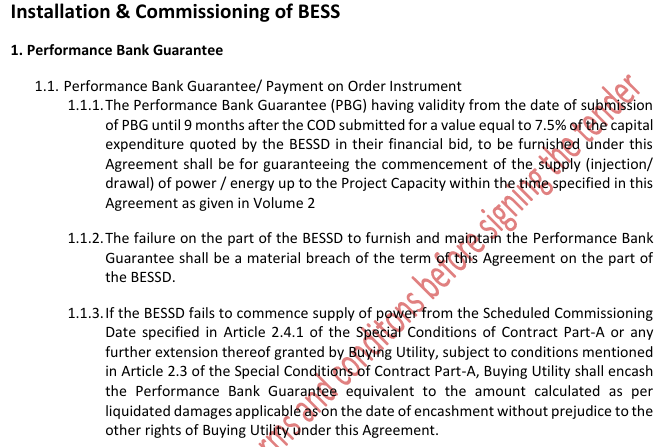 Installation & Commissioning of BESS
1. Performance Bank Guarantee
1.1. Performance Bank Guarantee/ Payment on Order Instrument
1.1.1. The Performance Bank Guarantee (PBG) having validity from the date of submission
of PBG until 9 months after the COD submitted for a value equal to 7.5% of the capital
expenditure quoted by the BESSD in their financial bid, to be furnished under this
Agreement shall be for guaranteeing the commencement of the supply (injection/
drawal) of power / energy up to the Project Capacity within the time specified in this
Agreement as given in Volume 2
1.1.2. The failure on the part of the BESSD to furnish and maintain the Performance Bank
Guarantee shall be a material breach of the term of this Agreement on the part of
the BESSD.
1.1.3. If the BESSD fails to commence supply of power from the Scheduled Commissioning
Date specified in Article 2.4.1 of the Special Conditions of Contract Part-A or any
further extension thereof granted by Buying Utility, subject to conditions mentioned
in Article 2.3 of the Special Conditions of Contract Part-A, Buying Utility shall encash
the Performance Bank Guarantee equivalent to the amount calculated as per
liquidated damages applicable as on the date of encashment without prejudice to the
other rights of Buying Utility under this Agreement.
and conditons before signing the tender